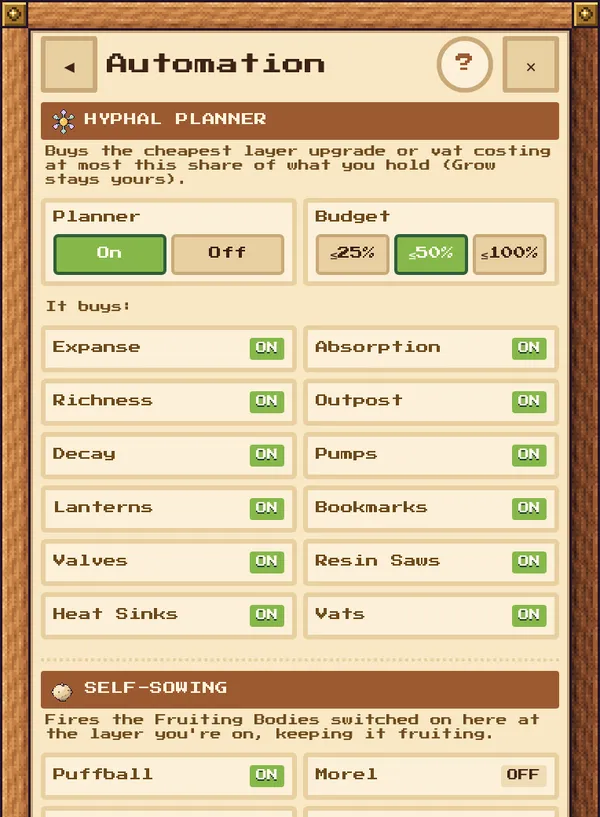 ◄ Automation ? ×
HYPHAL PLANNER
Buys the cheapest layer upgrade or vat costing
at most this share of what you hold (Grow
stays yours).
Planner
On Off
Budget
≤25% ≤50% ≤100%
It buys:
Expanse ON
Absorption ON
Richness ON
Outpost ON
Decay ON
Pumps ON
Lanterns ON
Bookmarks ON
Valves ON
Resin Saws ON
Heat Sinks ON
Vats ON
SELF-SOWING
Fires the Fruiting Bodies switched on here at
the layer you're on, keeping it fruiting.
Puffball ON
Morel OFF